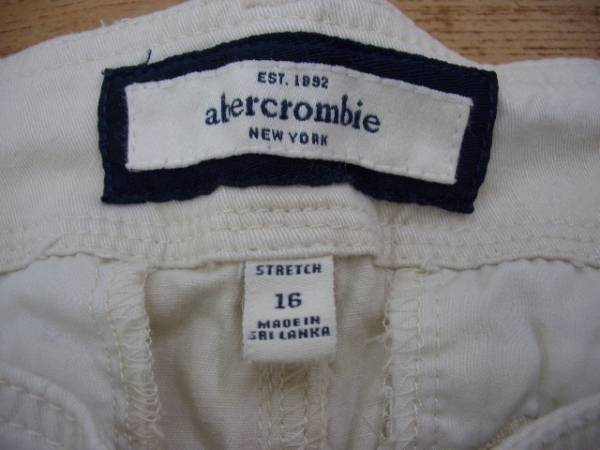 EST. 1892
abercrombie
NEW YORK
STRETCH
16
MADE IN
SRI LANKA